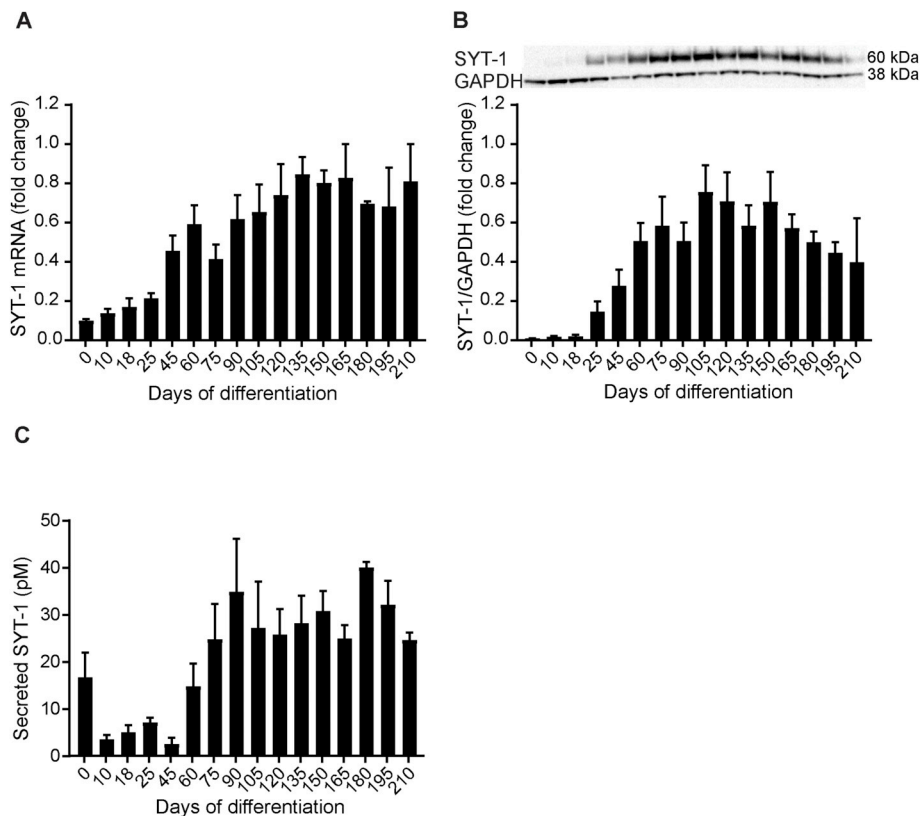 A
SYT-1 mRNA (fold change)
1.2
1.0
0.8
0.6
0.4
0.2
0.0
0 10 18 25 45 60 75 90 105 120 135 150 165 180 195 210
Days of differentiation
B
SYT-1 60 kDa
GAPDH 38 kDa
SYT-1/GAPDH (fold change)
1.2
1.0
0.8
0.6
0.4
0.2
0.0
0 10 18 25 45 60 75 90 105 120 135 150 165 180 195 210
Days of differentiation
C
Secreted SYT-1 (pM)
50
40
30
20
10
0
0 10 18 25 45 60 75 90 105 120 135 150 165 180 195 210
Days of differentiation